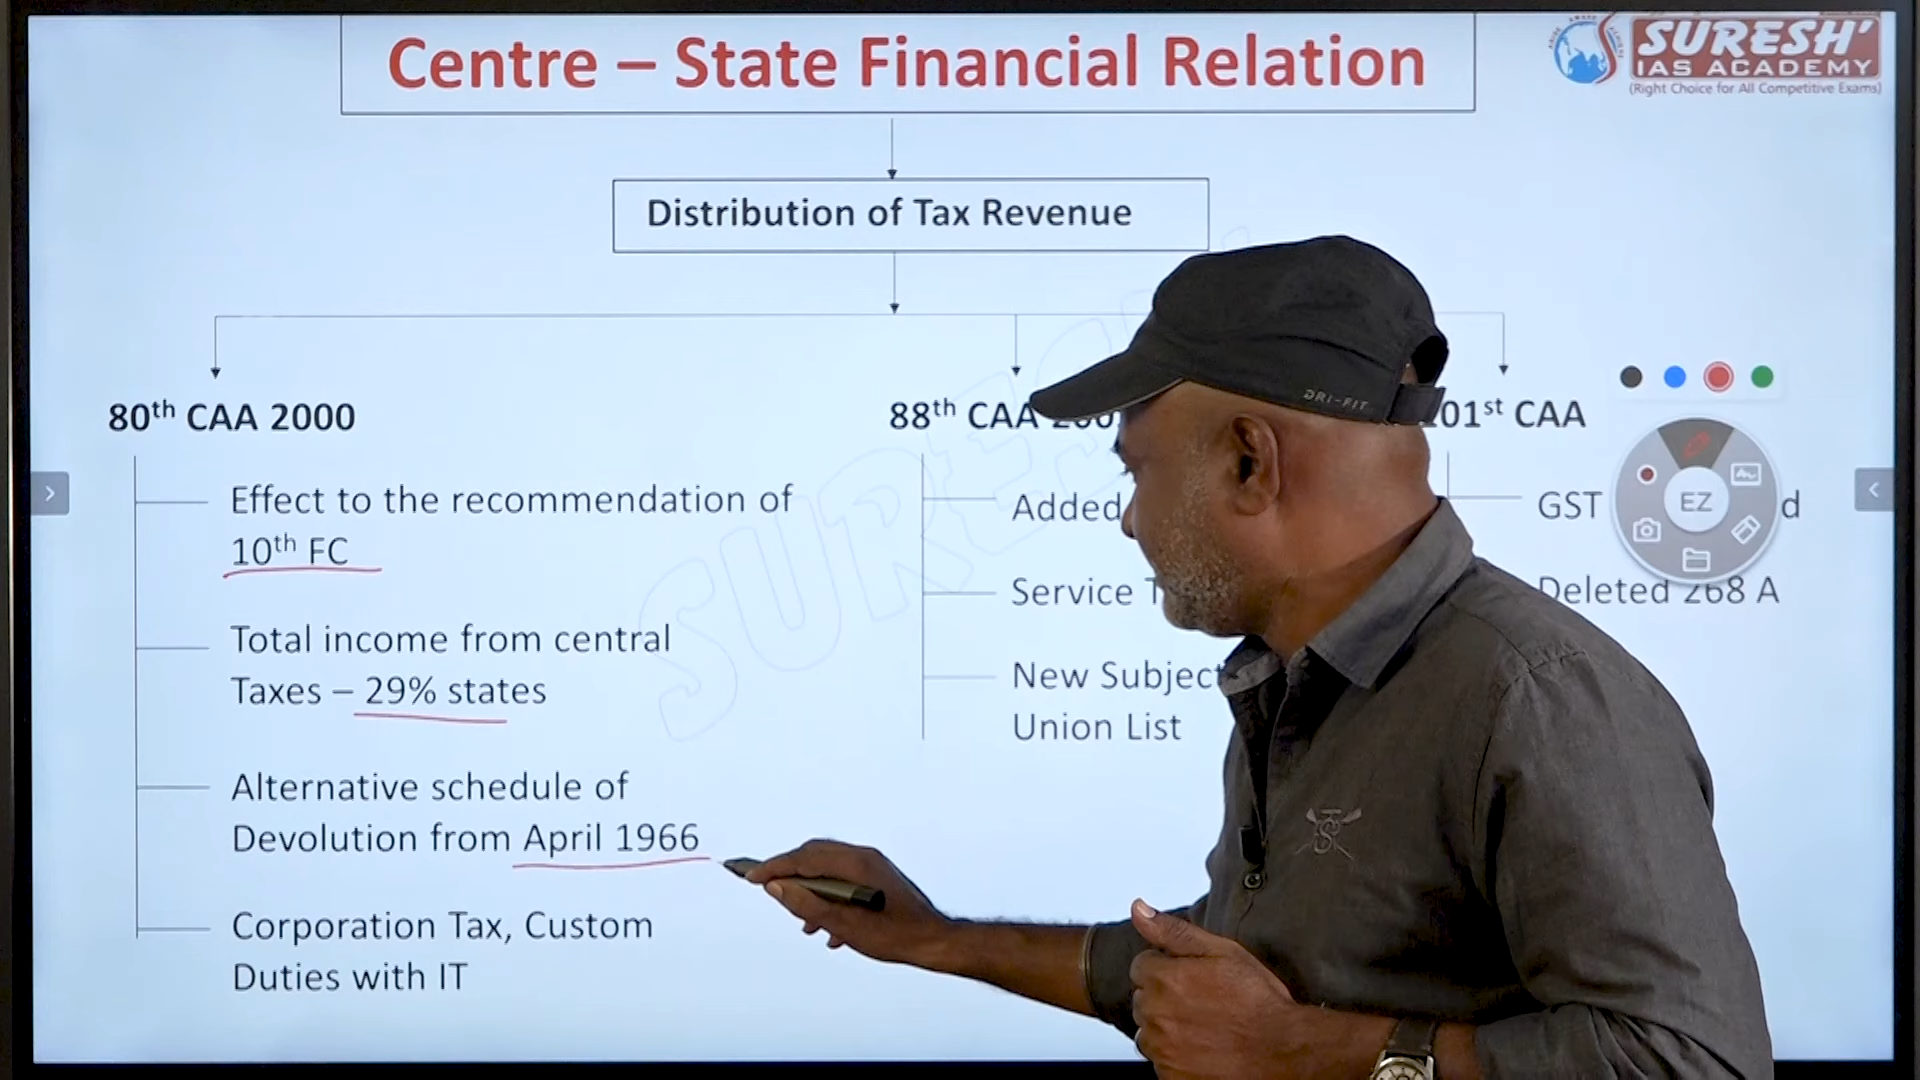 Centre – State Financial Relation
SURESH'
IAS ACADEMY
(Right Choice for All Competitive Exams)
Distribution of Tax Revenue
80th CAA 2000
Effect to the recommendation of
10th FC
Total income from central
Taxes – 29% states
Alternative schedule of
Devolution from April 1966
Corporation Tax, Custom
Duties with IT
88th CAA
Added
Service
New Subject
Union List
01st CAA
GST
Deleted 268 A
EZ
DRI-FIT
SURESH